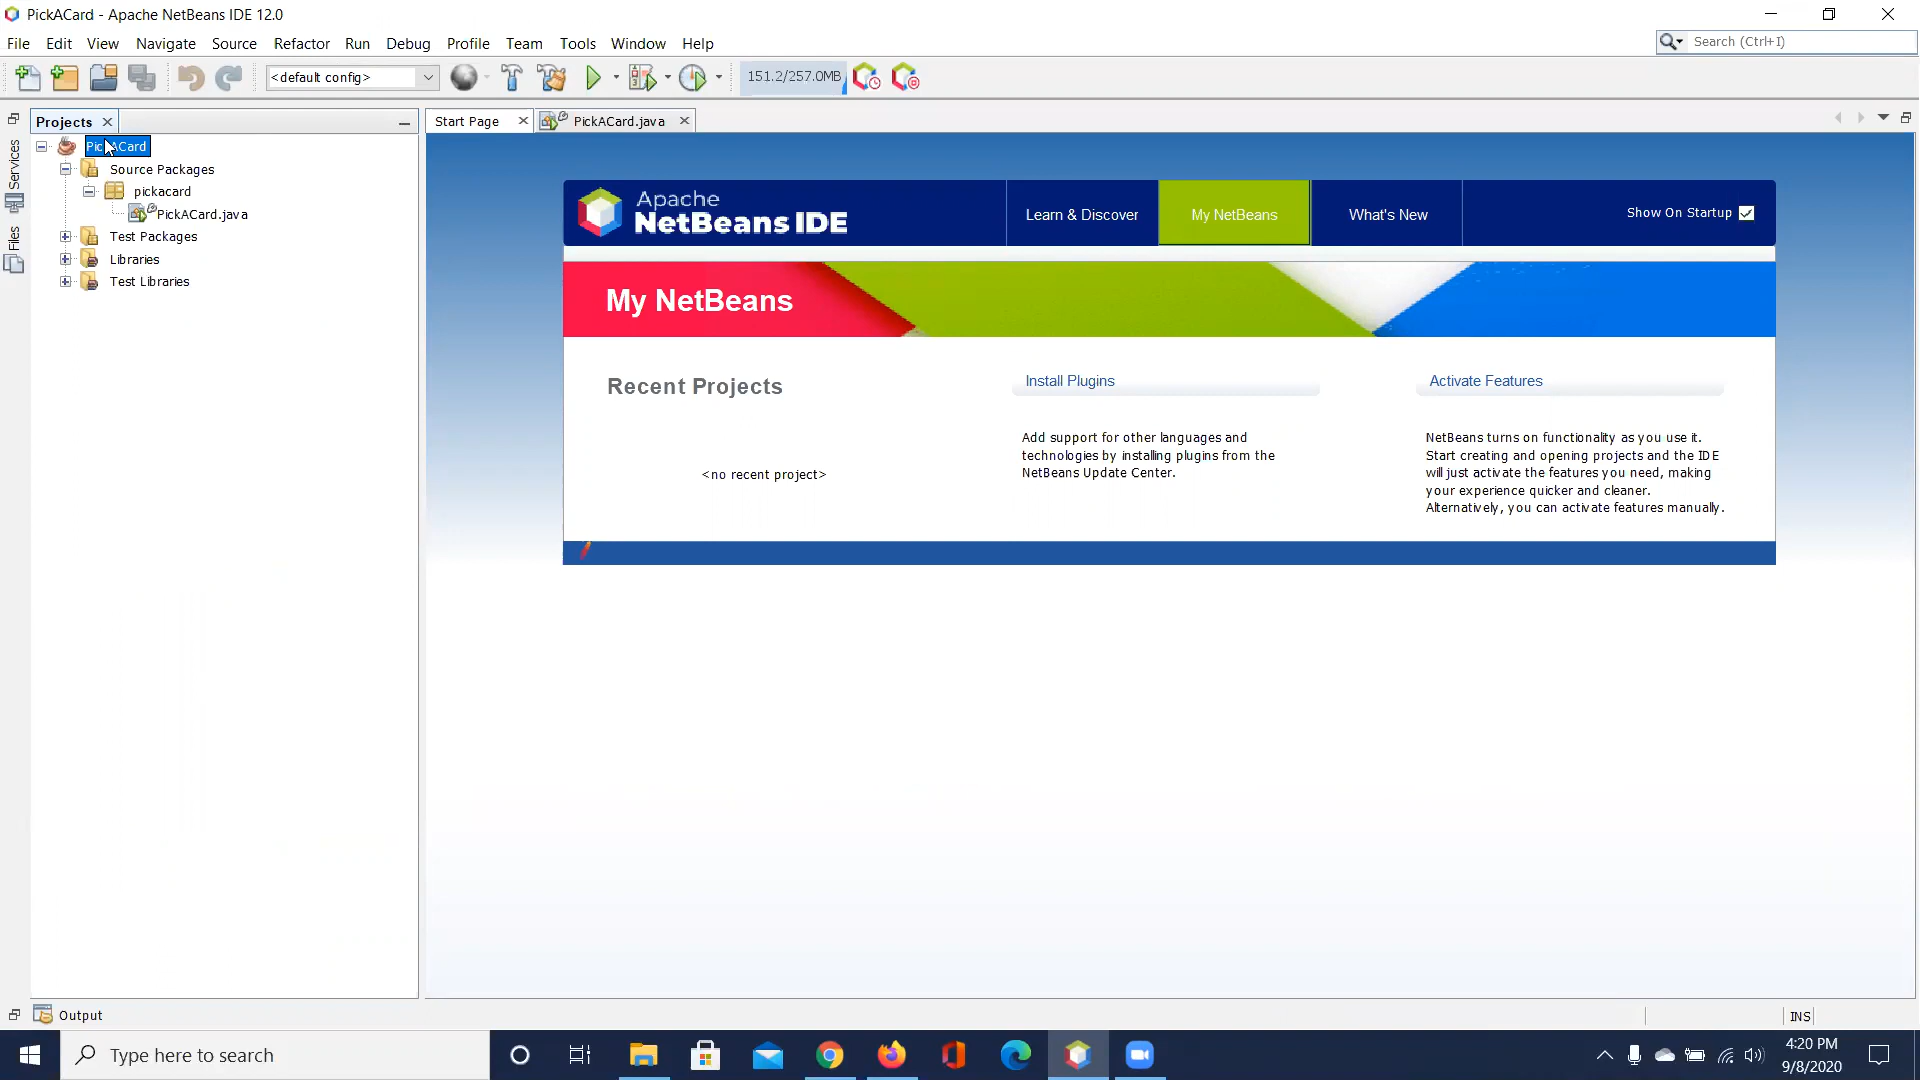 PickACard - Apache NetBeans IDE 12.0
File Edit View Navigate Source Refactor Run Debug Profile Team Tools Window Help
Search (Ctrl+I)
<default config>
151.2/257.0MB
Projects
Start Page
PickACard.java
Services
Files
PickACard
Source Packages
pickacard
PickACard.java
Test Packages
Libraries
Test Libraries
Apache
NetBeans IDE
Learn & Discover
My NetBeans
What's New
Show On Startup
My NetBeans
Recent Projects
<no recent project>
Install Plugins
Add support for other languages and
technologies by installing plugins from the
NetBeans Update Center.
Activate Features
NetBeans turns on functionality as you use it.
Start creating and opening projects and the IDE
will just activate the features you need, making
your experience quicker and cleaner.
Alternatively, you can activate features manually.
Output
INS
Type here to search
4:20 PM
9/8/2020